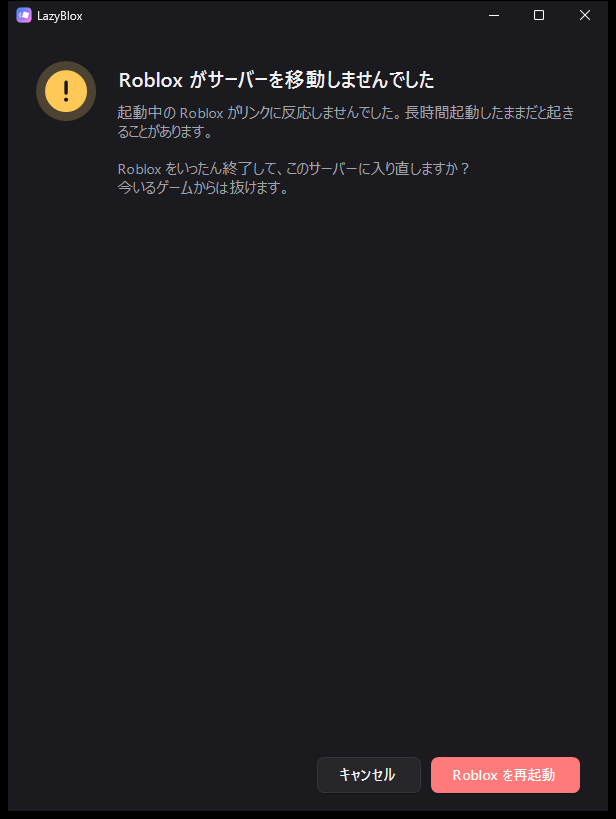 LazyBlox
Roblox がサーバーを移動しませんでした
起動中の Roblox がリンクに反応しませんでした。長時間起動したままだと起き
ることがあります。
Roblox をいったん終了して、このサーバーに入り直しますか？
今いるゲームからは抜けます。
キャンセル
Roblox を再起動